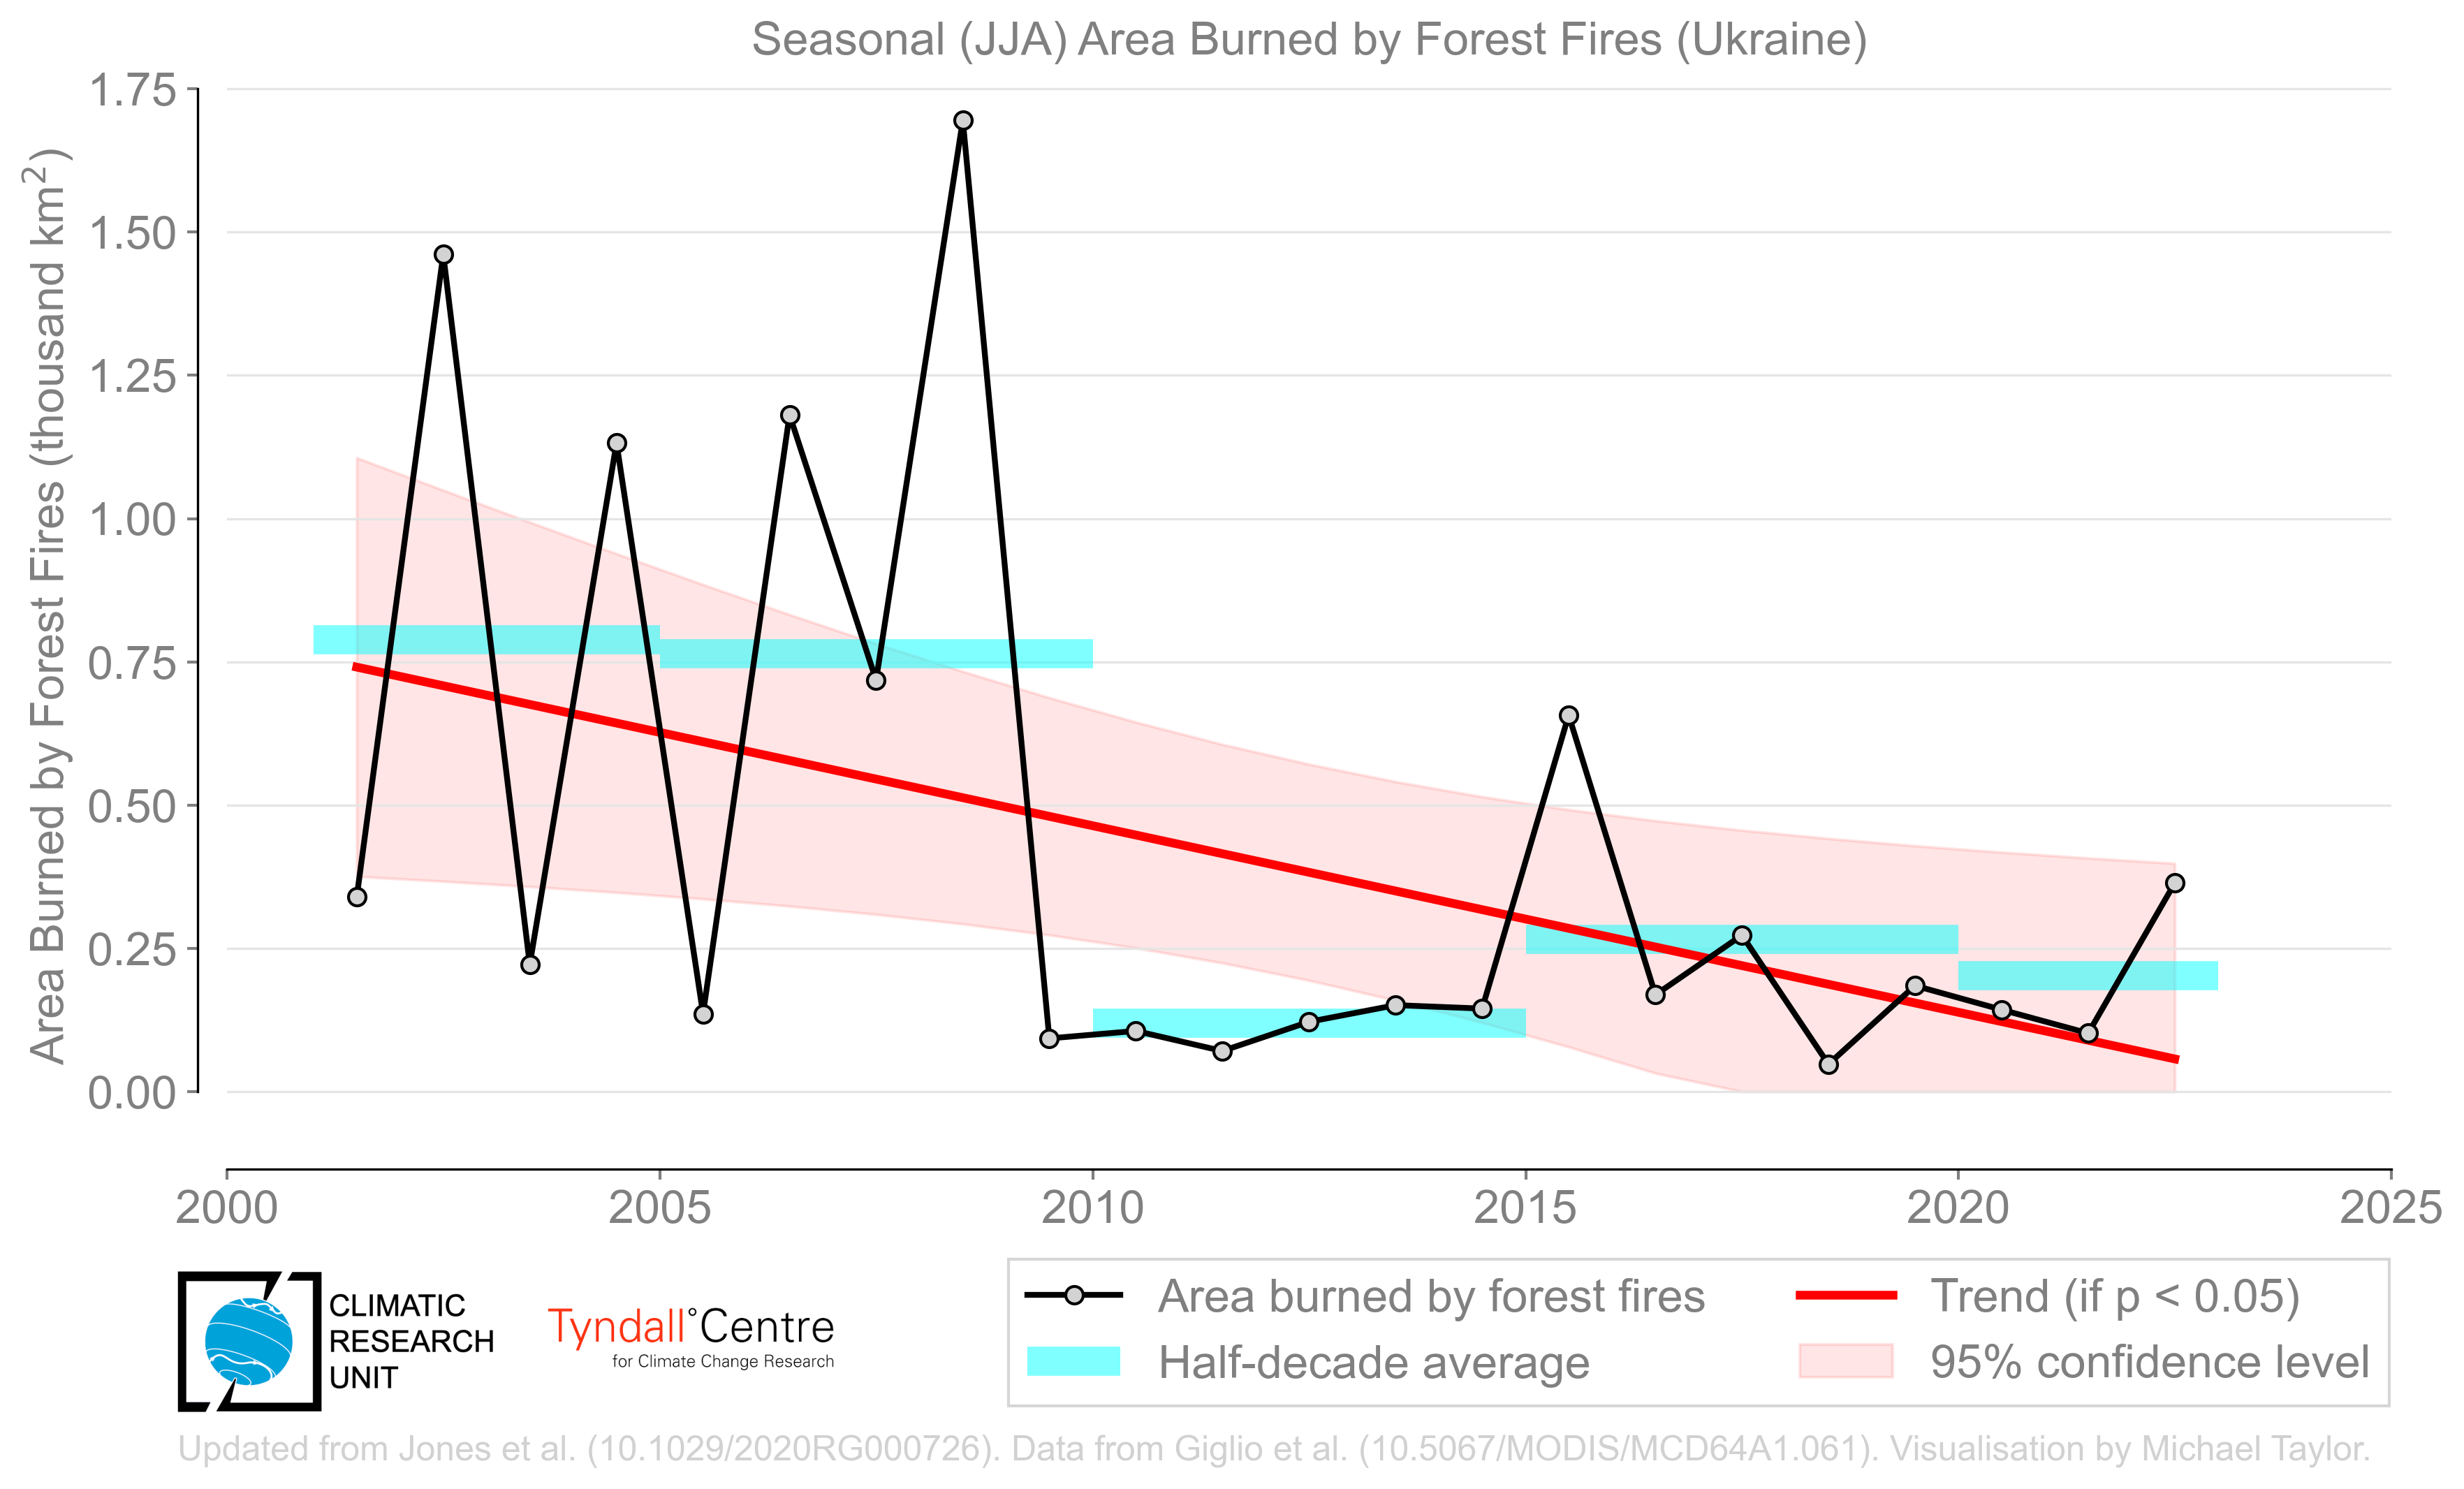 Seasonal (JJA) Area Burned by Forest Fires (Ukraine)
Area Burned by Forest Fires (thousand km²)
1.75
1.50
1.25
1.00
0.75
0.50
0.25
0.00
2000 2005 2010 2015 2020 2025
CLIMATIC
RESEARCH
UNIT
Tyndall°Centre
for Climate Change Research
Area burned by forest fires
Half-decade average
Trend (if p < 0.05)
95% confidence level
Updated from Jones et al. (10.1029/2020RG000726). Data from Giglio et al. (10.5067/MODIS/MCD64A1.061). Visualisation by Michael Taylor.